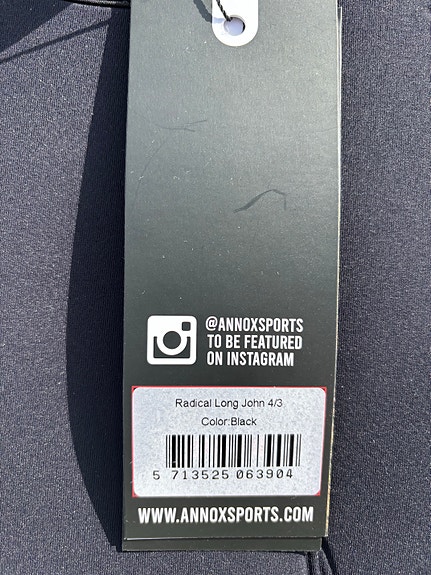 @ANNOXSPORTS
TO BE FEATURED
ON INSTAGRAM
Radical Long John 4/3
Color:Black
5 713525 063904
WWW.ANNOXSPORTS.COM